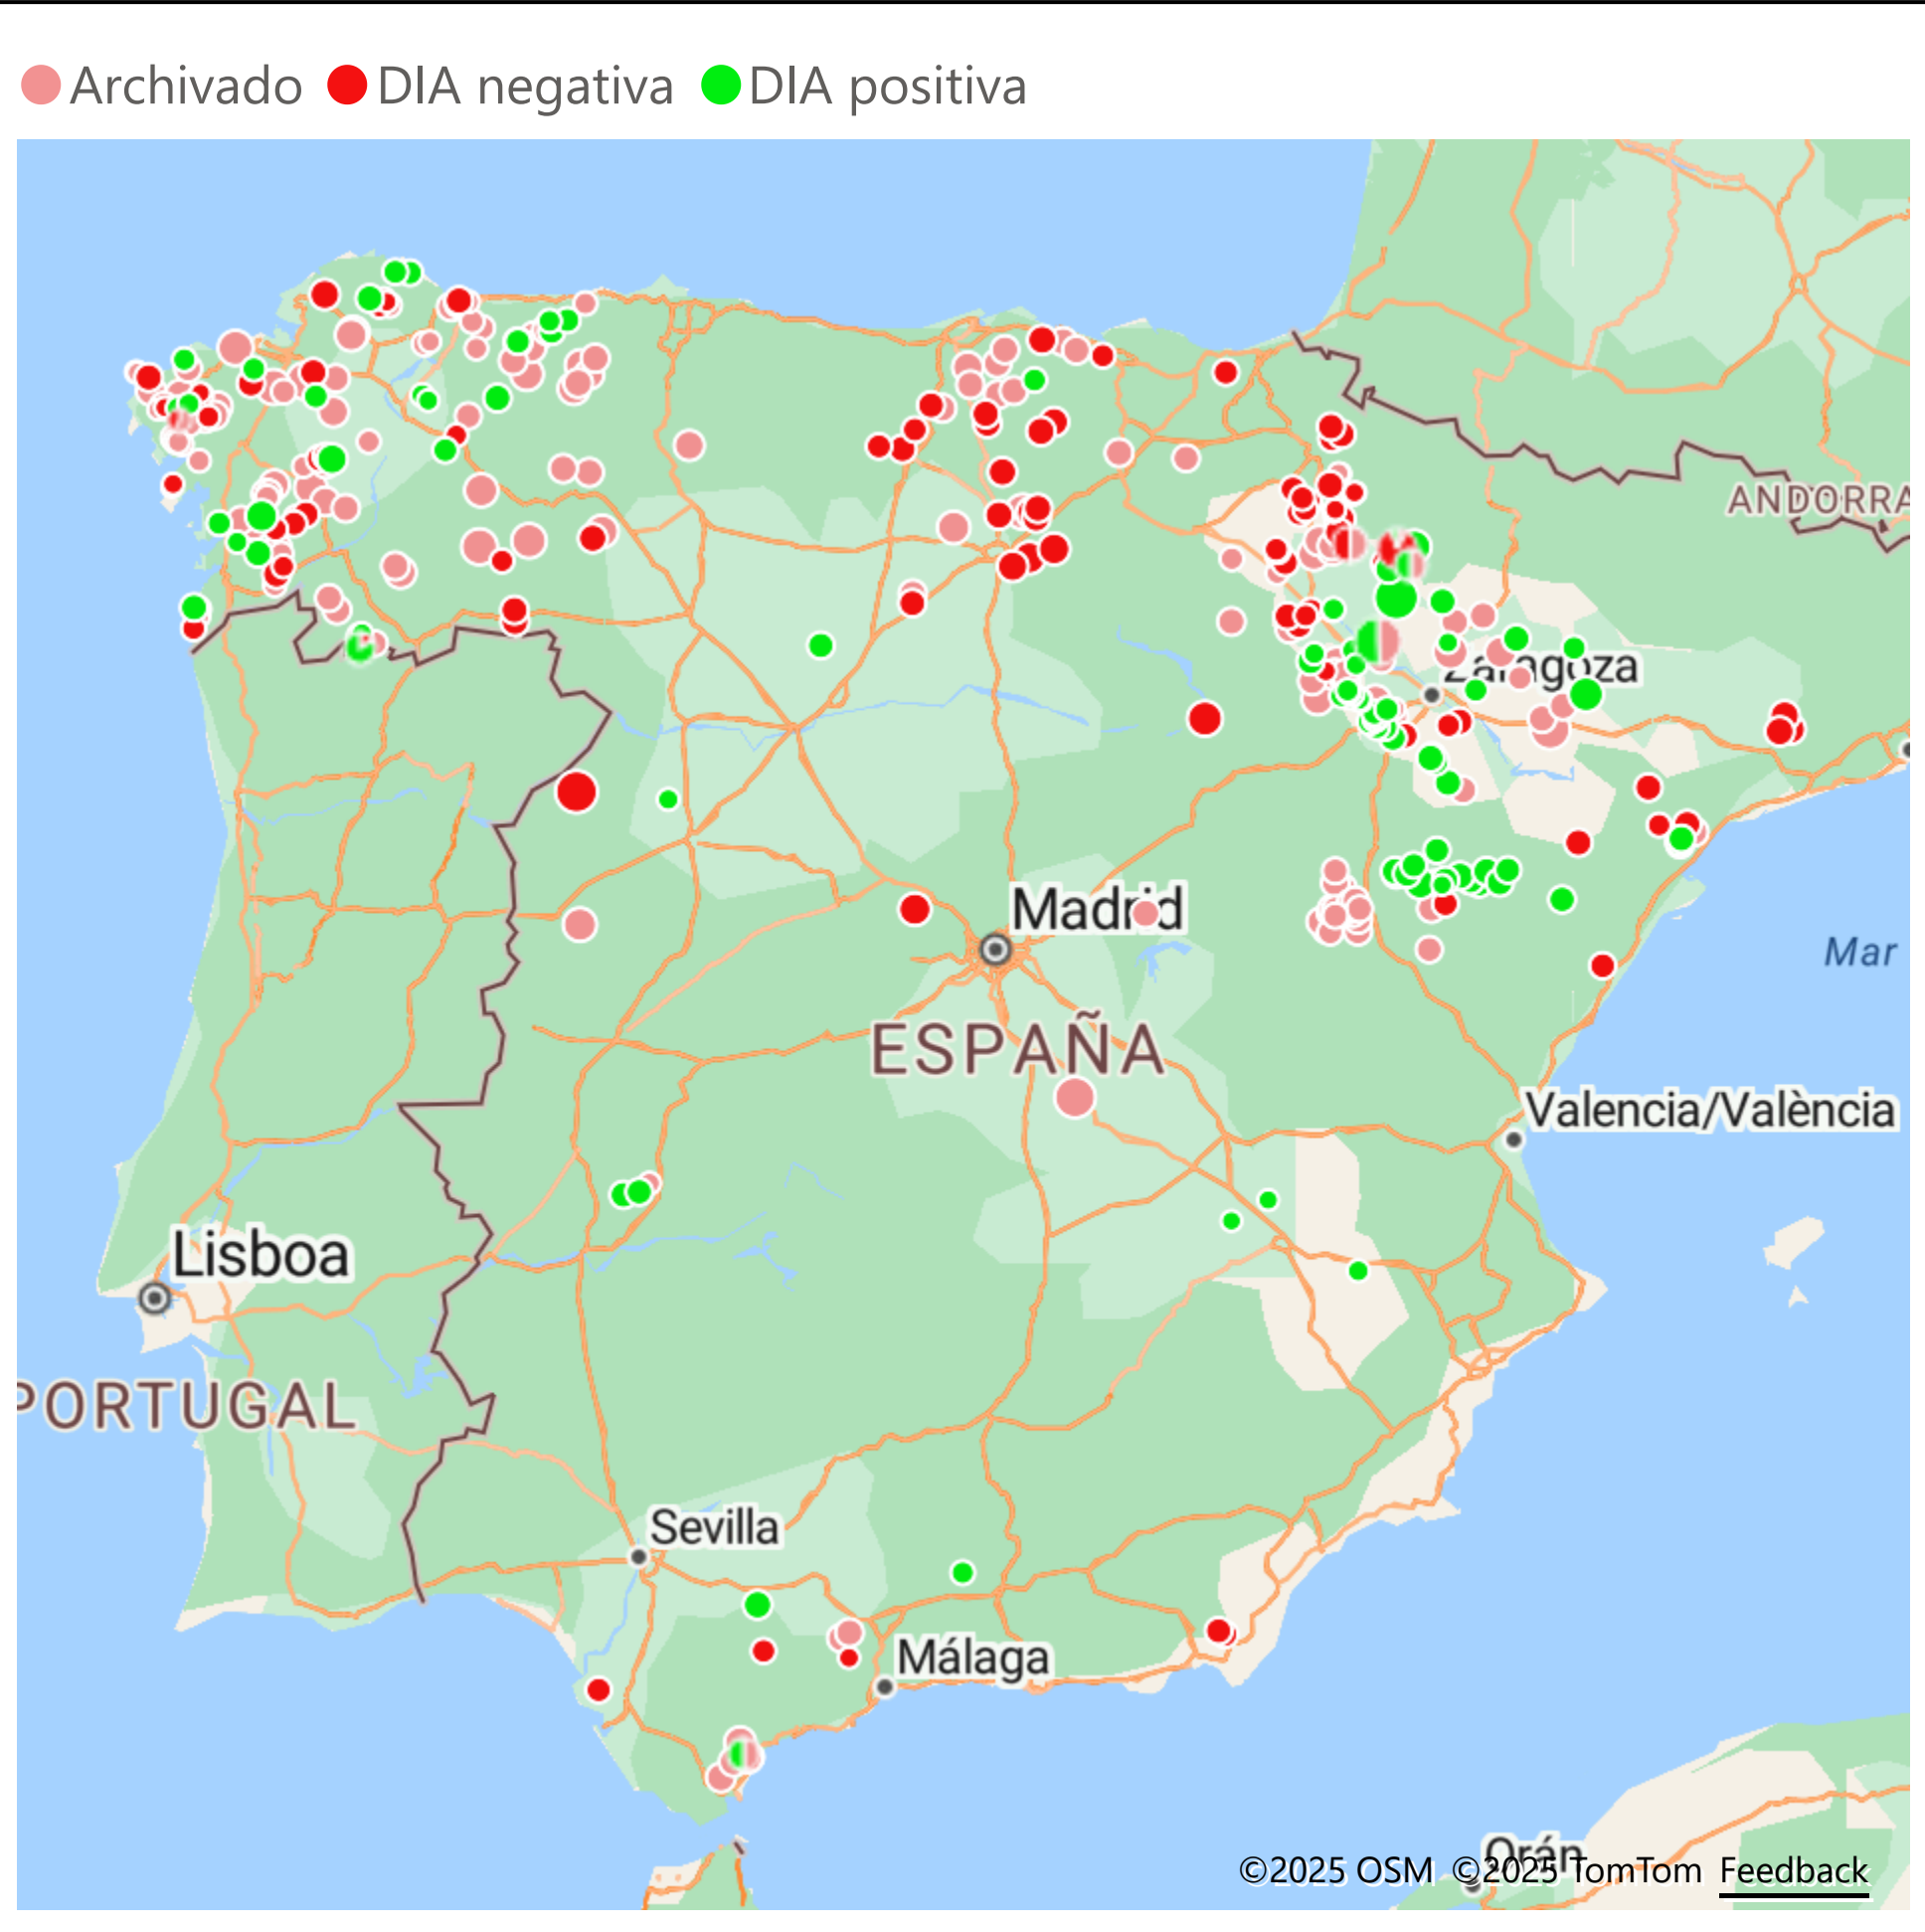 Archivado DIA negativa DIA positiva
ANDORRA
Zaragoza
Madrid
Mar
ESPAÑA
Valencia/València
Lisboa
PORTUGAL
Sevilla
Málaga
Orán
©2025 OSM ©2025 TomTom Feedback